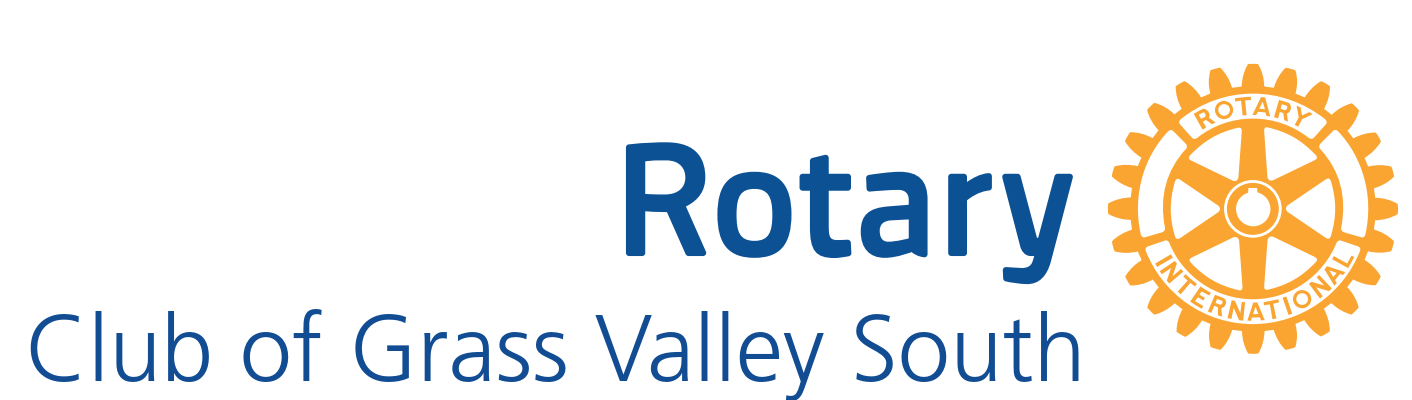 Rotary
Club of Grass Valley South
ROTARY
INTERNATIONAL